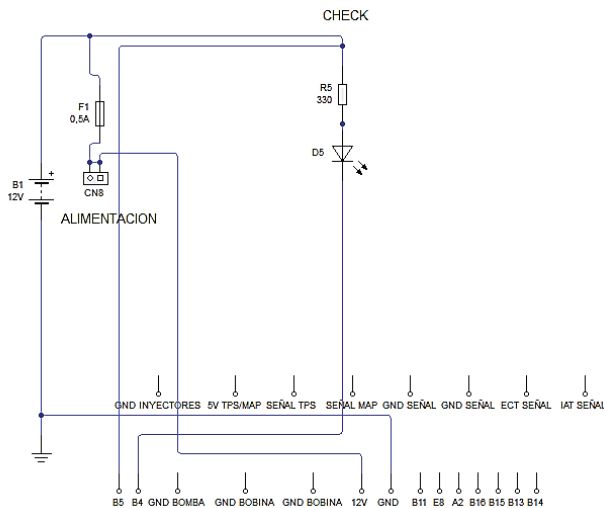 CHECK
R5
330
F1
0,5A
D5
B1
12V
+
CN8
ALIMENTACION
GND INYECTORES 5V TPS/MAP SEÑAL TPS SEÑAL MAP GND SEÑAL GND SEÑAL ECT SEÑAL IAT SEÑAL
B5 B4 GND BOMBA GND BOBINA GND BOBINA 12V GND B11 E8 A2 B16 B15 B13 B14